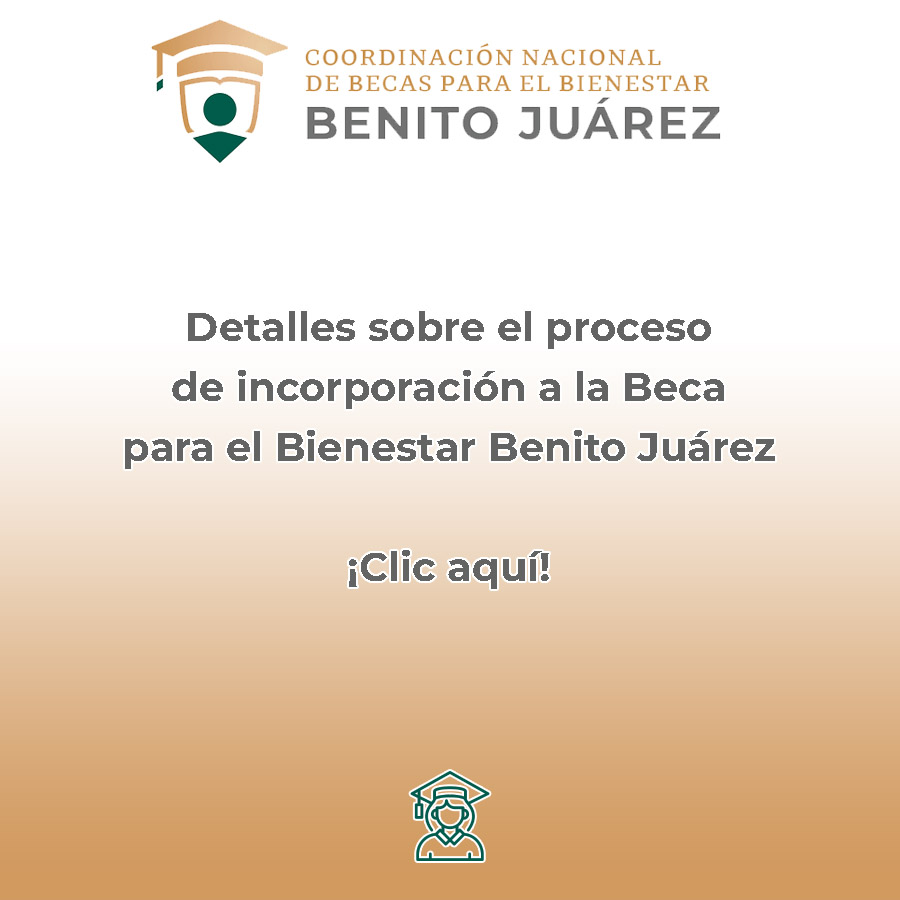 COORDINACIÓN NACIONAL
DE BECAS PARA EL BIENESTAR
BENITO JUÁREZ
Detalles sobre el proceso
de incorporación a la Beca
para el Bienestar Benito Juárez
¡Clic aquí!